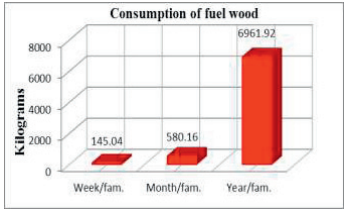 Consumption of fuel wood
Kilograms
8000
6000
4000
2000
0
145.04
580.16
6961.92
Week/fam.
Month/fam.
Year/fam.